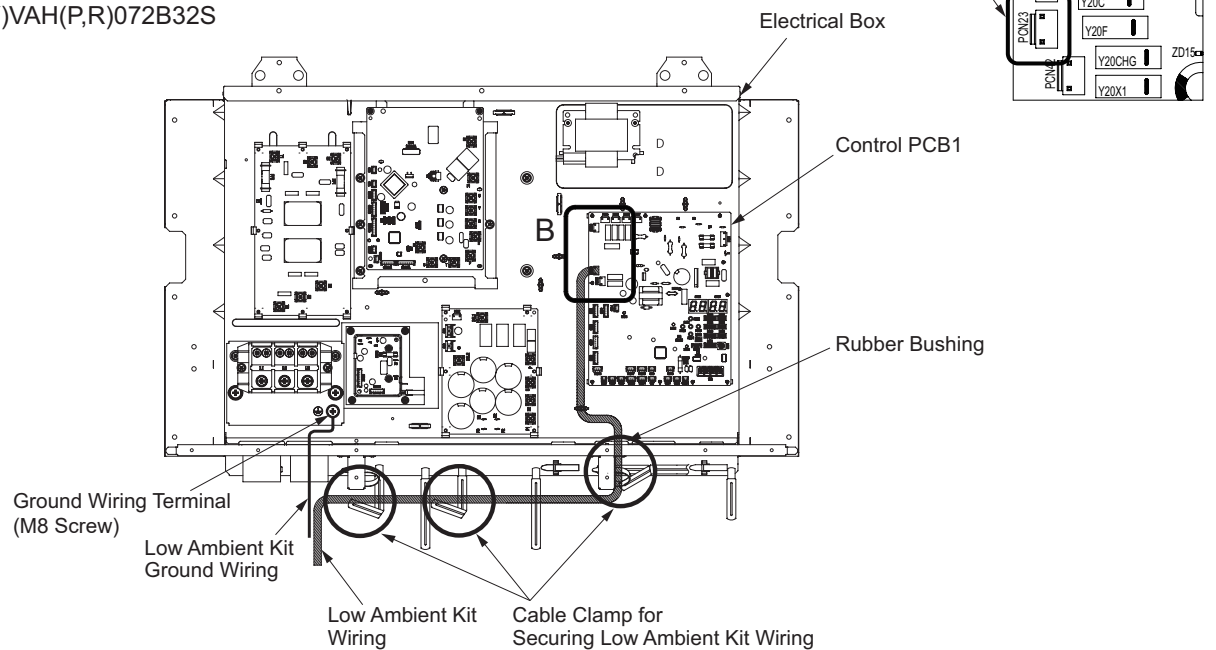 )VAH(P,R)072B32S
Electrical Box
PCN23
Y20C
Y20F
PCN42
Y20CHG
ZD15
Y20X1
Control PCB1
B
Rubber Bushing
Ground Wiring Terminal
(M8 Screw)
Low Ambient Kit
Ground Wiring
Low Ambient Kit
Wiring
Cable Clamp for
Securing Low Ambient Kit Wiring